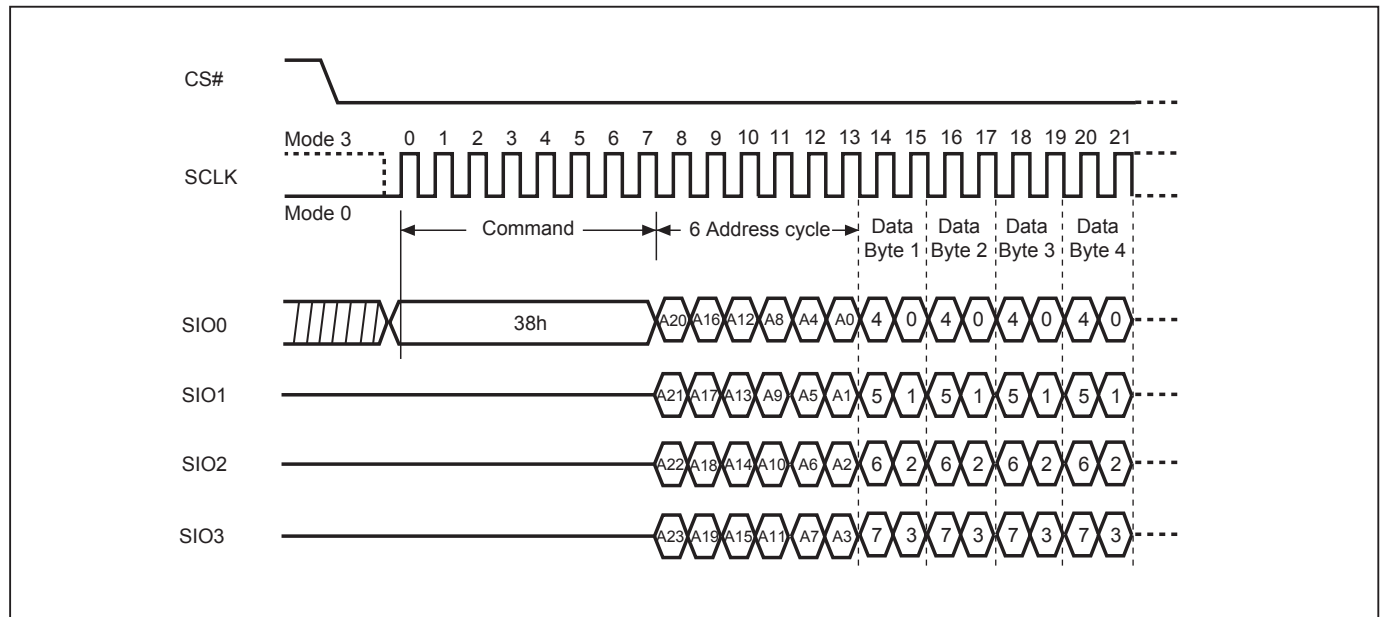 CS#
Mode 3
0 1 2 3 4 5 6 7 8 9 10 11 12 13 14 15 16 17 18 19 20 21
SCLK
Mode 0
Command
6 Address cycle
Data Byte 1
Data Byte 2
Data Byte 3
Data Byte 4
SIO0
38h
A20 A16 A12 A8 A4 A0 4 0 4 0 4 0 4 0
SIO1
A21 A17 A13 A9 A5 A1 5 1 5 1 5 1 5 1
SIO2
A22 A18 A14 A10 A6 A2 6 2 6 2 6 2 6 2
SIO3
A23 A19 A15 A11 A7 A3 7 3 7 3 7 3 7 3